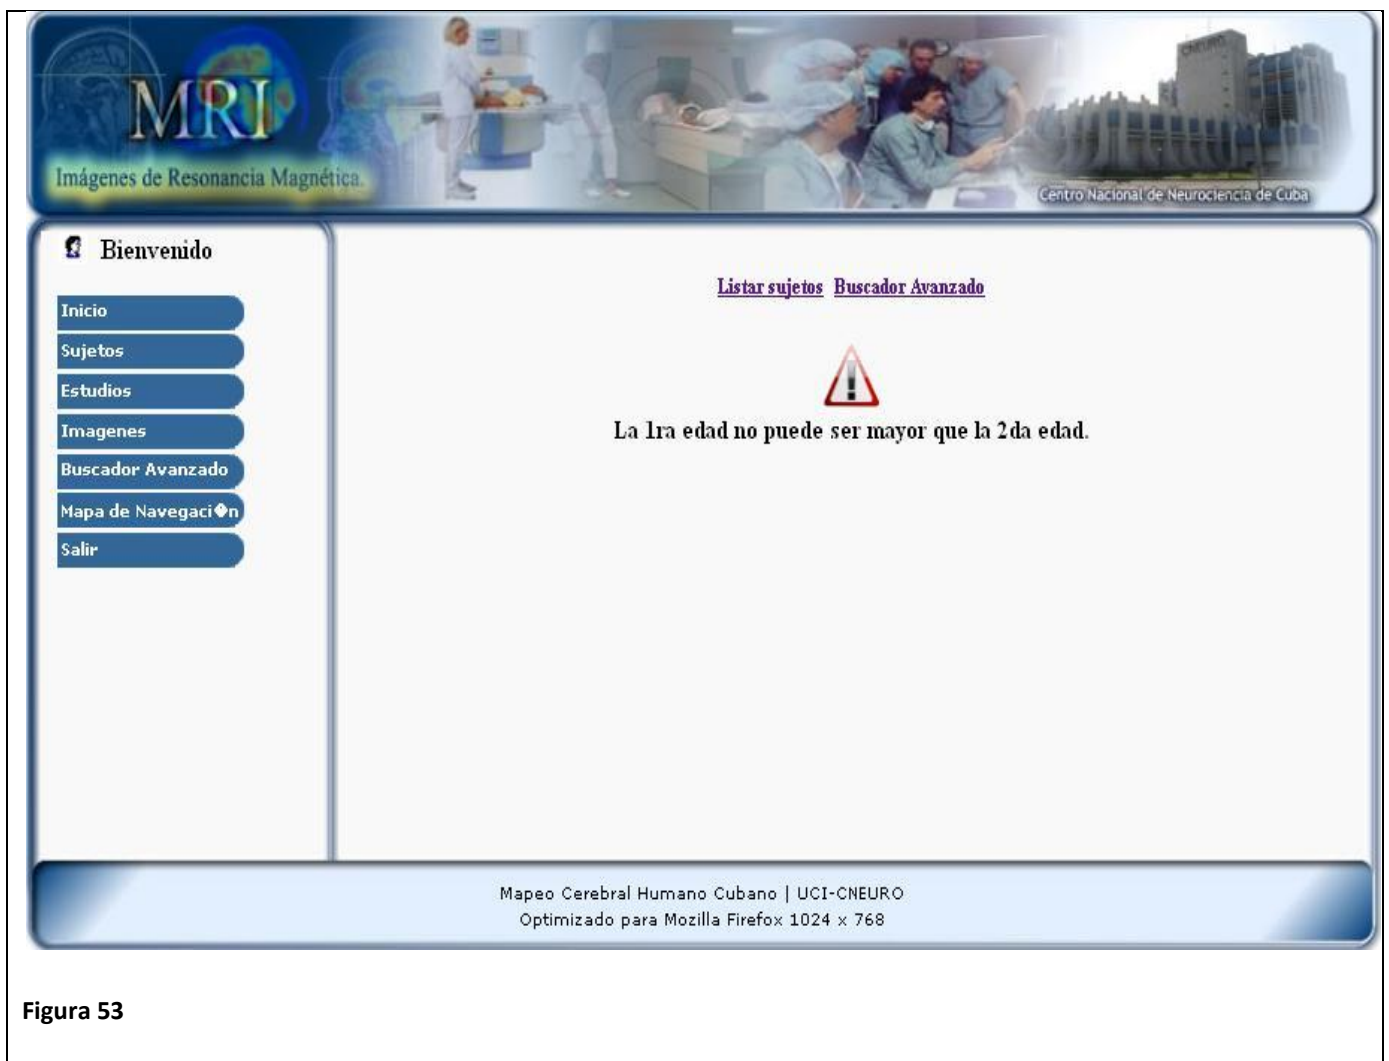 MRI
Imágenes de Resonancia Magnética.
CNEURO
Centro Nacional de Neurociencia de Cuba
Bienvenido
Inicio
Sujetos
Estudios
Imagenes
Buscador Avanzado
Mapa de Navegaci�n
Salir
Listar sujetos Buscador Avanzado
La 1ra edad no puede ser mayor que la 2da edad.
Mapeo Cerebral Humano Cubano | UCI-CNEURO
Optimizado para Mozilla Firefox 1024 x 768
Figura 53